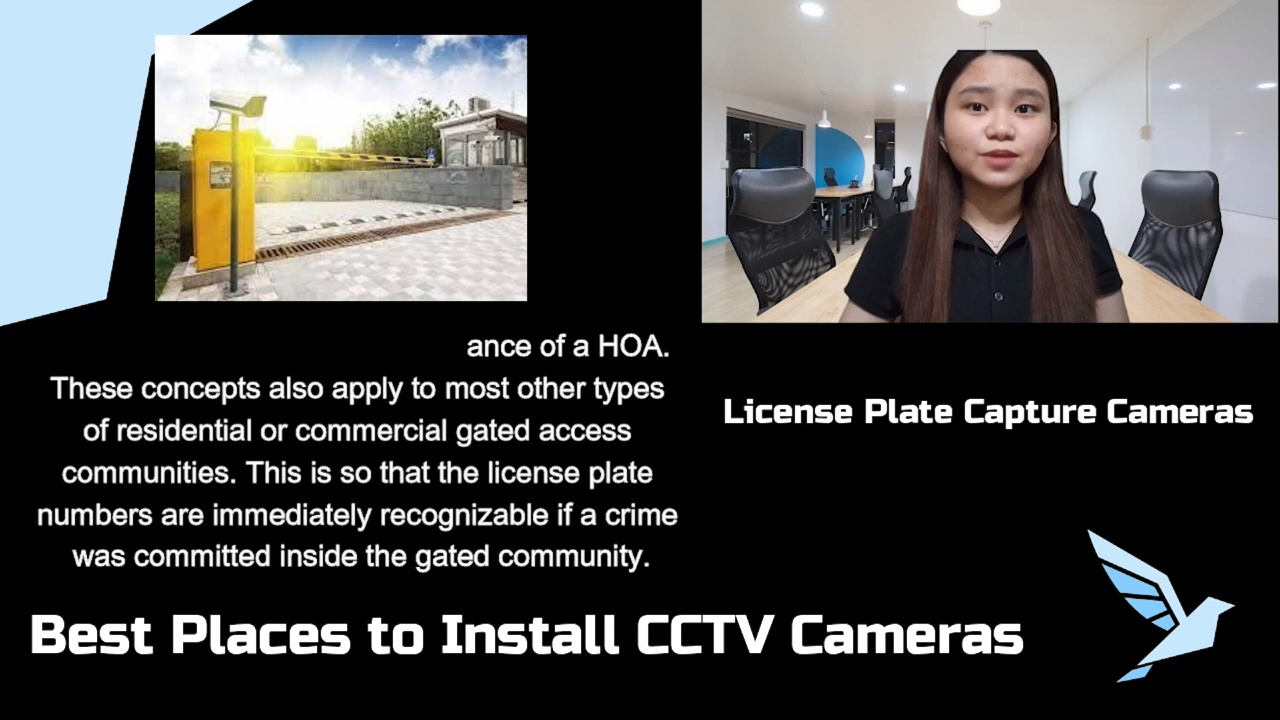 ance of a HOA.
These concepts also apply to most other types
of residential or commercial gated access
communities. This is so that the license plate
numbers are immediately recognizable if a crime
was committed inside the gated community.
License Plate Capture Cameras
Best Places to Install CCTV Cameras